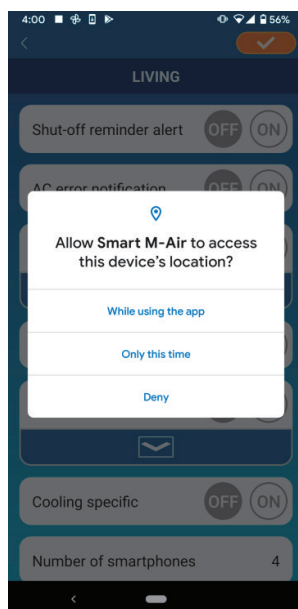 4:00 56%
LIVING
Shut-off reminder alert OFF ON
AC error notification OFF ON
Allow Smart M-Air to access
this device's location?
While using the app
Only this time
Deny
Cooling specific OFF ON
Number of smartphones 4